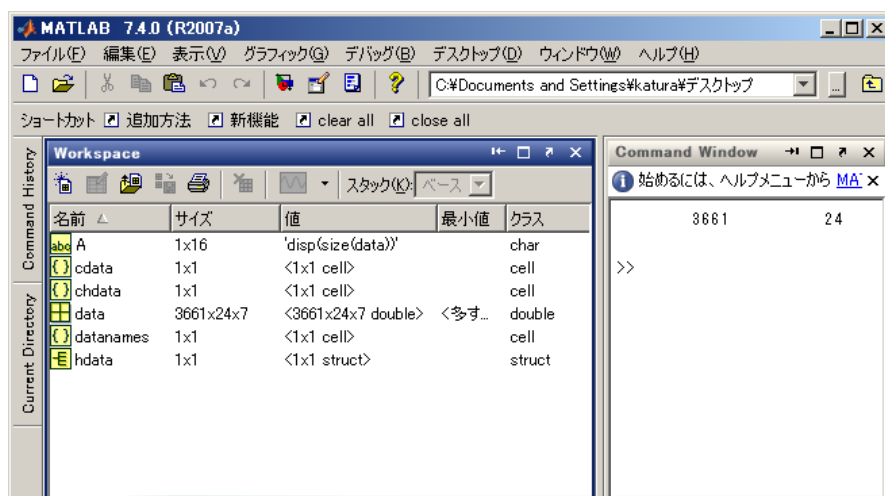 MATLAB 7.4.0 (R2007a)
ファイル(F) 編集(E) 表示(V) グラフィック(G) デバッグ(B) デスクトップ(D) ウィンドウ(W) ヘルプ(H)
C:¥Documents and Settings¥katura¥デスクトップ
ショートカット 追加方法 新機能 clear all close all
Command History
Current Directory
Workspace
スタック(K): ベース
名前 サイズ 値 最小値 クラス
abc A 1x16 'disp(size(data))' char
cdata 1x1 <1x1 cell> cell
chdata 1x1 <1x1 cell> cell
data 3661x24x7 <3661x24x7 double> <多す... double
datanames 1x1 <1x1 cell> cell
hdata 1x1 <1x1 struct> struct
Command Window
始めるには、ヘルプメニューから MA
3661 24
>>